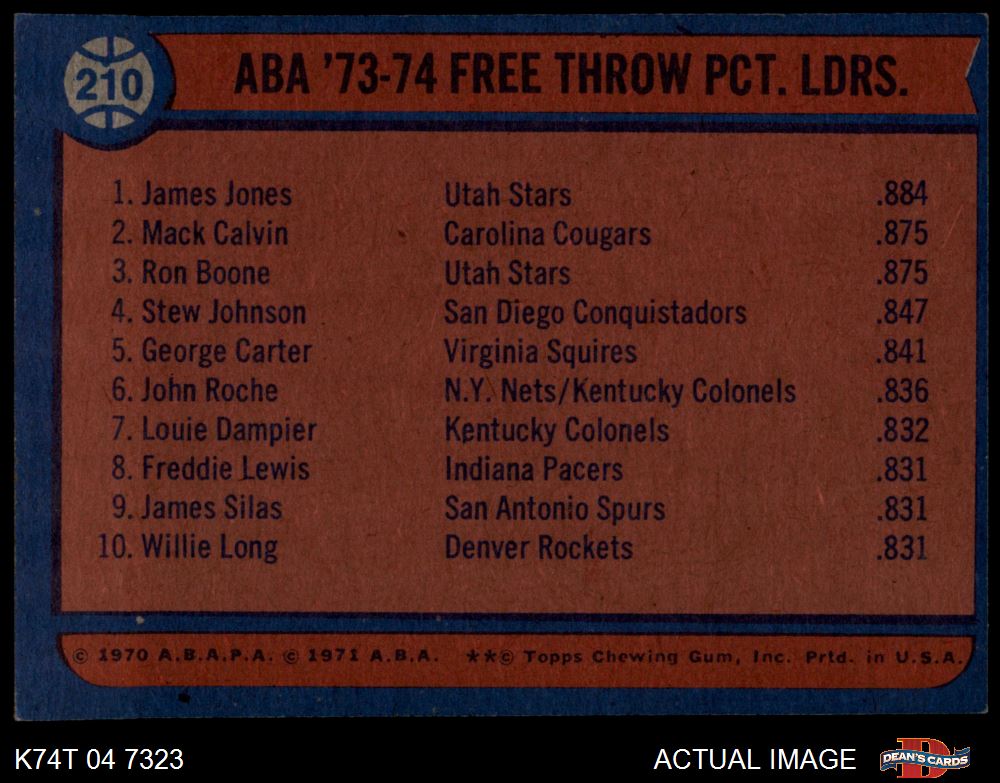 210
ABA '73-74 FREE THROW PCT. LDRS.
1. James Jones Utah Stars .884
2. Mack Calvin Carolina Cougars .875
3. Ron Boone Utah Stars .875
4. Stew Johnson San Diego Conquistadors .847
5. George Carter Virginia Squires .841
6. John Roche N.Y. Nets/Kentucky Colonels .836
7. Louie Dampier Kentucky Colonels .832
8. Freddie Lewis Indiana Pacers .831
9. James Silas San Antonio Spurs .831
10. Willie Long Denver Rockets .831
© 1970 A.B.A.P.A. © 1971 A.B.A. **© Topps Chewing Gum, Inc. Prtd. in U.S.A.
K74T 04 7323 ACTUAL IMAGE D DEAN'S CARDS